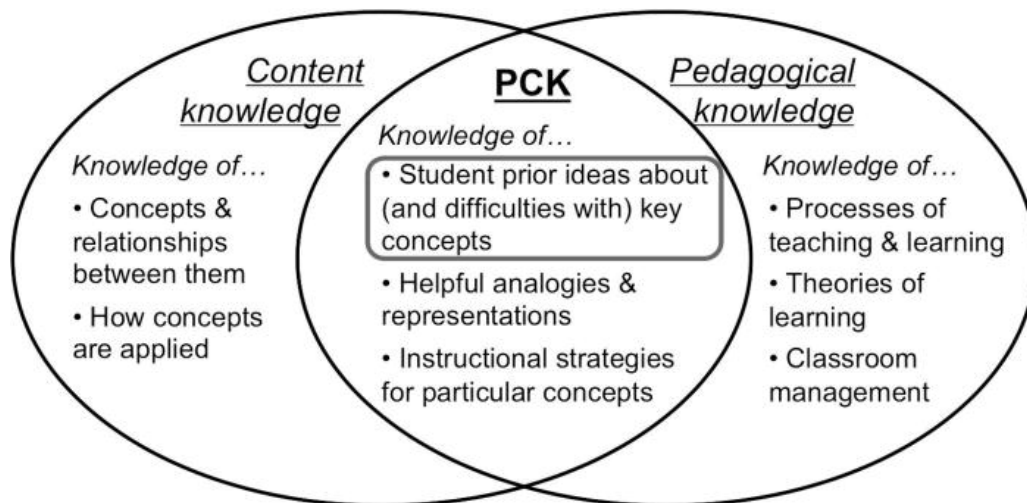 Content
knowledge
Knowledge of…
• Concepts &
relationships
between them
• How concepts
are applied
PCK
Knowledge of…
• Student prior ideas about
(and difficulties with) key
concepts
• Helpful analogies &
representations
• Instructional strategies
for particular concepts
Pedagogical
knowledge
Knowledge of…
• Processes of
teaching & learning
• Theories of
learning
• Classroom
management